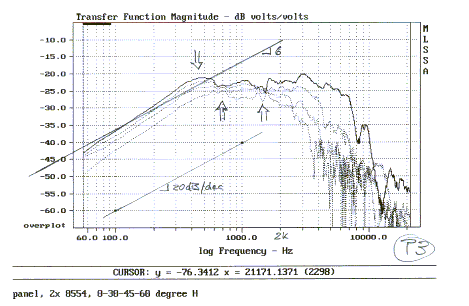 Transfer Function Magnitude - dB volts/volts
M
L
S
S
A
-10.0
-15.0
-20.0
-25.0
-30.0
-35.0
-40.0
-45.0
-50.0
-55.0
-60.0
6
20dB/dec
overplot
60.0 100.0 1000.0 2K 10000.0
log Frequency - Hz
P3
CURSOR: y = -76.3412 x = 21171.1371 (2298)
panel, 2x 8554, 0-30-45-60 degree H